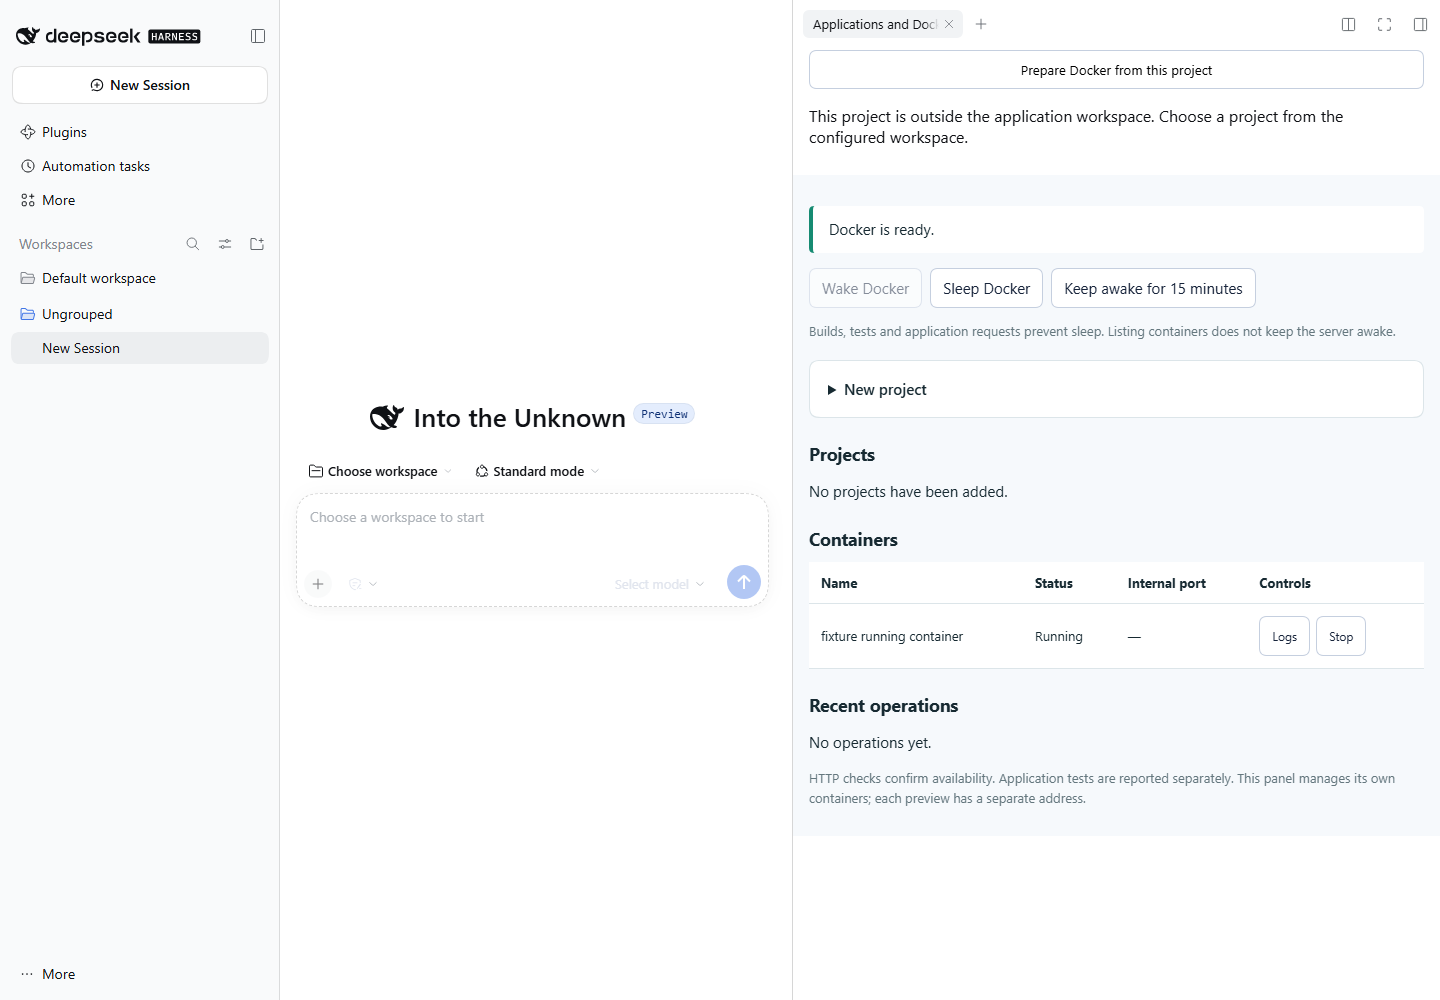 deepseek HARNESS
New Session
Plugins
Automation tasks
More
Workspaces
Default workspace
Ungrouped
New Session
More
Into the Unknown Preview
Choose workspace Standard mode
Choose a workspace to start
Select model
Applications and Doc
Prepare Docker from this project
This project is outside the application workspace. Choose a project from the
configured workspace.
Docker is ready.
Wake Docker Sleep Docker Keep awake for 15 minutes
Builds, tests and application requests prevent sleep. Listing containers does not keep the server awake.
New project
Projects
No projects have been added.
Containers
Name Status Internal port Controls
fixture running container Running — Logs Stop
Recent operations
No operations yet.
HTTP checks confirm availability. Application tests are reported separately. This panel manages its own
containers; each preview has a separate address.